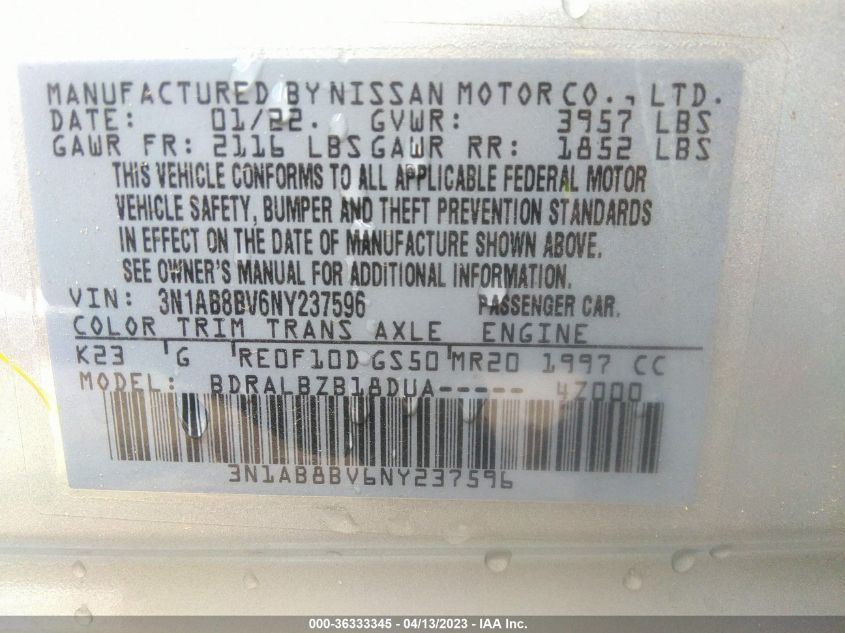 MANUFACTURED BY NISSAN MOTOR CO., LTD.
DATE: 01/22. GVWR: 3957 LBS
GAWR FR: 2116 LBS GAWR RR: 1852 LBS
THIS VEHICLE CONFORMS TO ALL APPLICABLE FEDERAL MOTOR
VEHICLE SAFETY, BUMPER AND THEFT PREVENTION STANDARDS
IN EFFECT ON THE DATE OF MANUFACTURE SHOWN ABOVE.
SEE OWNER'S MANUAL FOR ADDITIONAL INFORMATION.
VIN: 3N1AB8BV6NY237596 PASSENGER CAR.
COLOR TRIM TRANS AXLE ENGINE
K23 G RE0F10D GS50 MR20 1997 CC
MODEL: BDRALBZB18DUA----- 4Z000
3N1AB8BV6NY237596
000-36333345 - 04/13/2023 - IAA Inc.